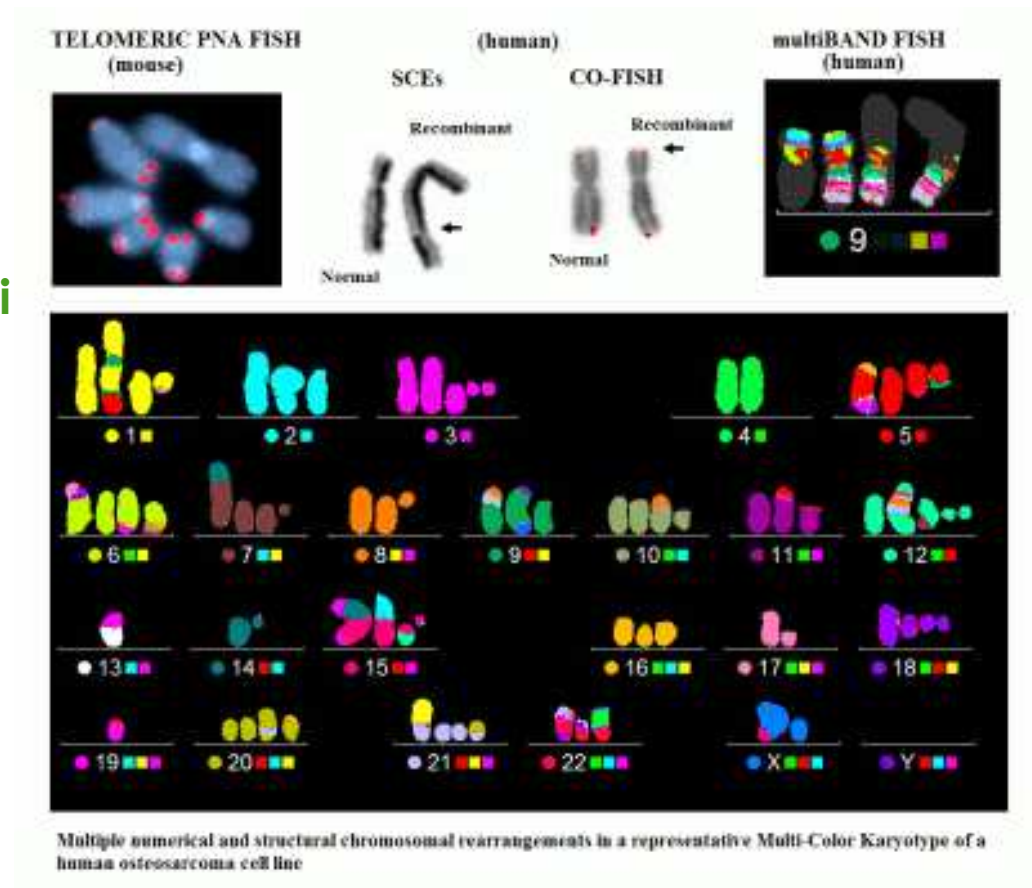 TELOMERIC PNA FISH
(mouse)
(human)
SCEs
CO-FISH
multiBAND FISH
(human)
Recombinant
Normal
Recombinant
Normal
9
i
1
2
3
4
5
6
7
8
9
10
11
12
13
14
15
16
17
18
19
20
21
22
X
Y
Multiple numerical and structural chromosomal rearrangements in a representative Multi-Color Karyotype of a
human osteosarcoma cell line